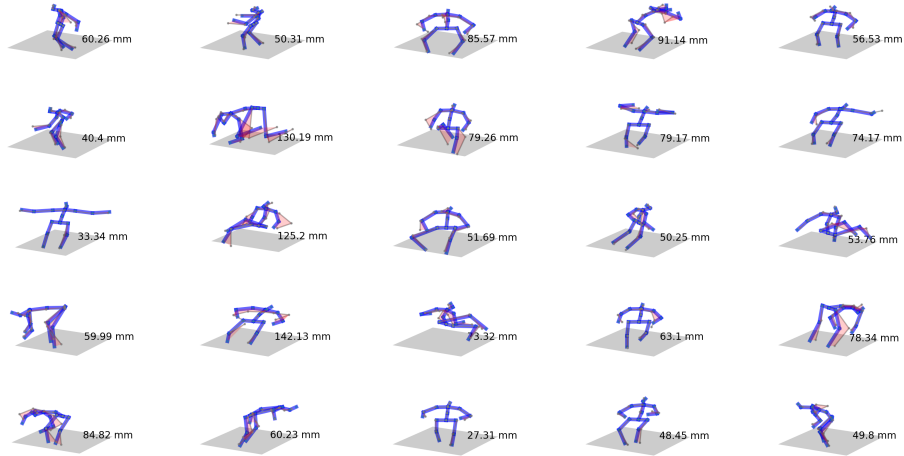 60.26 mm
50.31 mm
85.57 mm
91.14 mm
56.53 mm
40.4 mm
130.19 mm
79.26 mm
79.17 mm
74.17 mm
33.34 mm
125.2 mm
51.69 mm
50.25 mm
53.76 mm
59.99 mm
142.13 mm
73.32 mm
63.1 mm
78.34 mm
84.82 mm
60.23 mm
27.31 mm
48.45 mm
49.8 mm